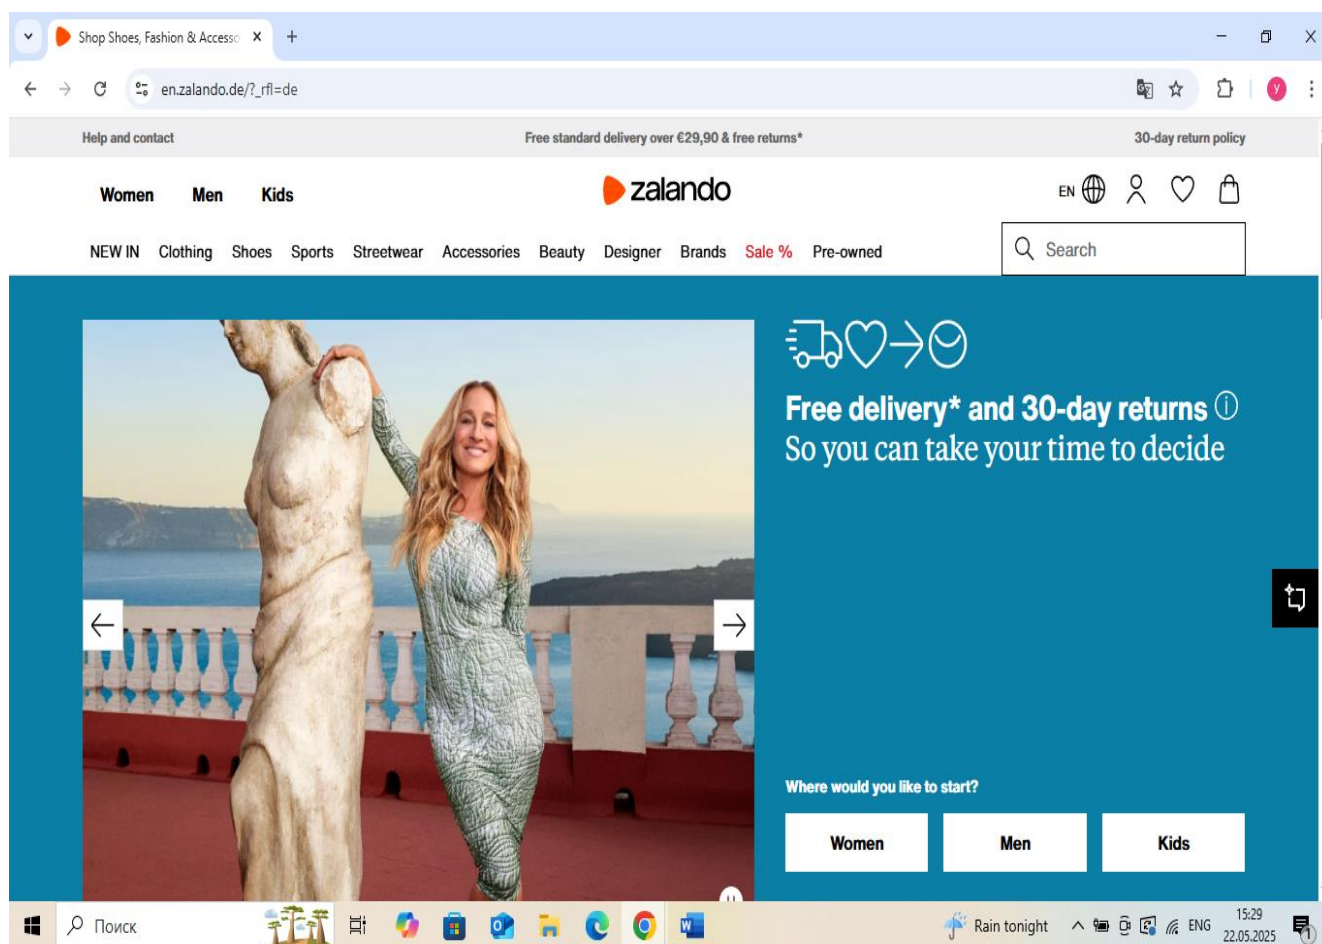 Shop Shoes, Fashion & Accesso
en.zalando.de/?_rfl=de
y
Help and contact
Free standard delivery over €29,90 & free returns*
30-day return policy
Women Men Kids
zalando
EN
NEW IN Clothing Shoes Sports Streetwear Accessories Beauty Designer Brands Sale % Pre-owned
Search
Free delivery* and 30-day returns
So you can take your time to decide
Where would you like to start?
Women Men Kids
Поиск
Rain tonight
ENG
15:29
22.05.2025
1